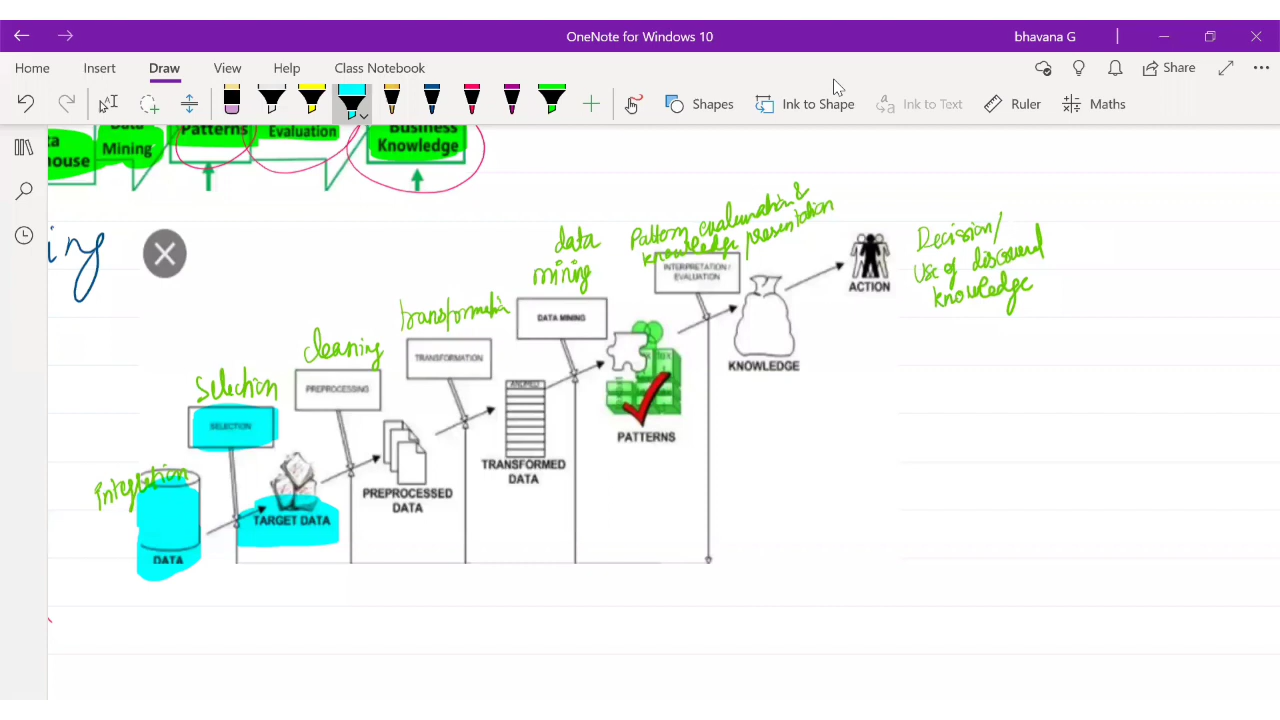 OneNote for Windows 10
bhavana G
Home
Insert
Draw
View
Help
Class Notebook
Share
Shapes
Ink to Shape
Ink to Text
Ruler
Maths
house
Data
Mining
Patterns
Evaluation
Business
Knowledge
ing
Integration
DATA
Selection
SELECTION
TARGET DATA
cleaning
PREPROCESSING
PREPROCESSED
DATA
transformation
TRANSFORMATION
TRANSFORMED
DATA
data
mining
DATA MINING
PATTERNS
Pattern evaluation &
knowledge presentation
INTERPRETATION /
EVALUATION
KNOWLEDGE
ACTION
Decision/
Use of discovered
knowledge